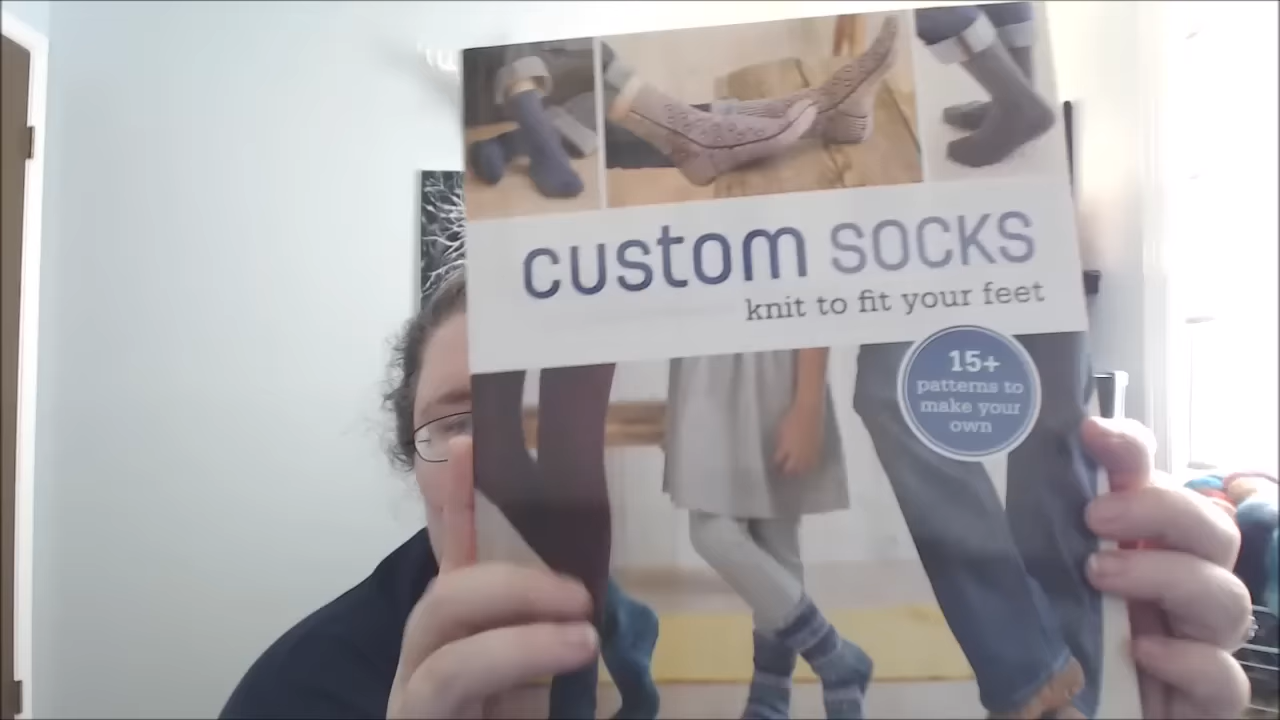 custom SOCKS
knit to fit your feet
15+
patterns to
make your
own